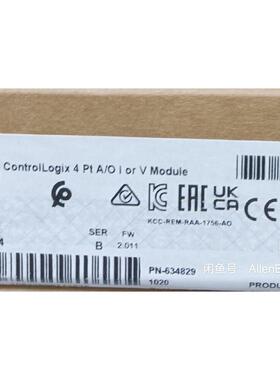 ControlLogix 4 Pt A/O I or V Module
EAC
UK
CA
CE
KCC-REM-RAA-1756-AO
4
SER
FW
B
2.011
PN-634829
1020
PRODU
闲鱼号